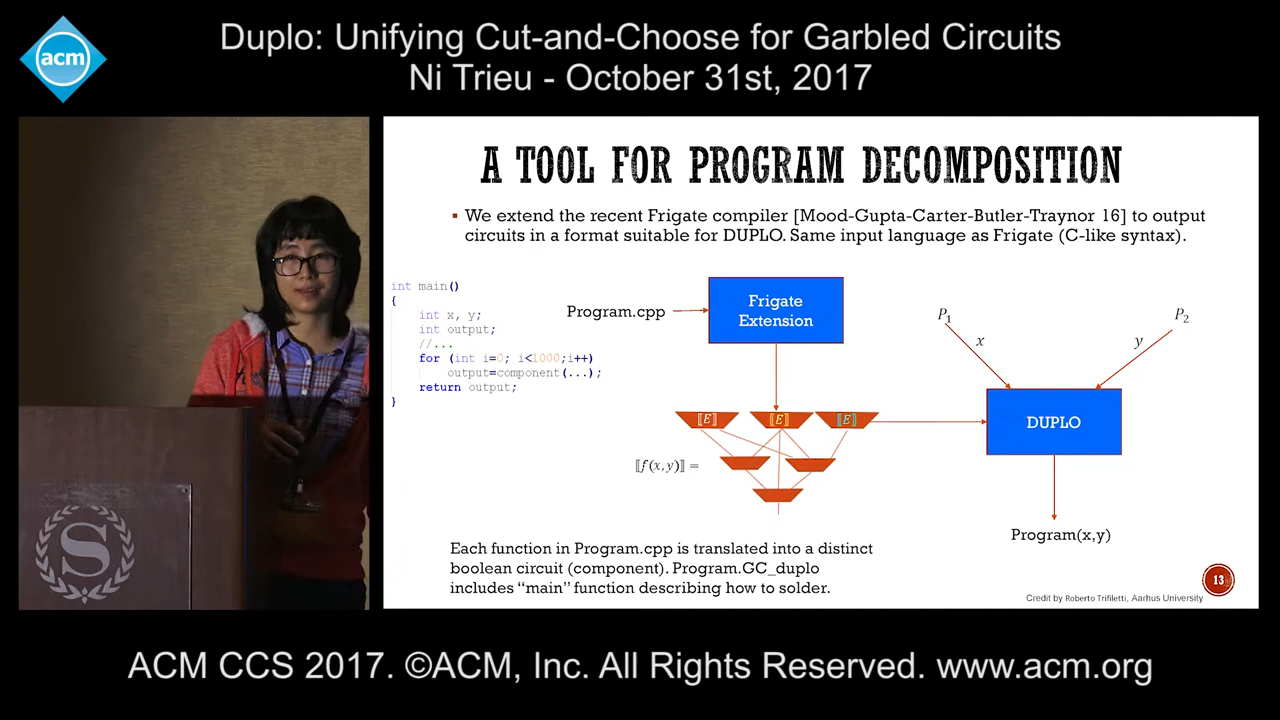 acm
Duplo: Unifying Cut-and-Choose for Garbled Circuits
Ni Trieu - October 31st, 2017
S
A TOOL FOR PROGRAM DECOMPOSITION
▪ We extend the recent Frigate compiler [Mood-Gupta-Carter-Butler-Traynor 16] to output
circuits in a format suitable for DUPLO. Same input language as Frigate (C-like syntax).
int main()
{
int x, y;
int output;
//...
for (int i=0; i<1000;i++)
output=component(...);
return output;
}
Program.cpp
Frigate
Extension
P₁
P₂
x
y
⟦E⟧ ⟦E⟧ ⟦E⟧
DUPLO
⟦f(x,y)⟧ =
Program(x,y)
Each function in Program.cpp is translated into a distinct
boolean circuit (component). Program.GC_duplo
includes “main” function describing how to solder.
13
Credit by Roberto Trifiletti, Aarhus University
ACM CCS 2017. ©ACM, Inc. All Rights Reserved. www.acm.org